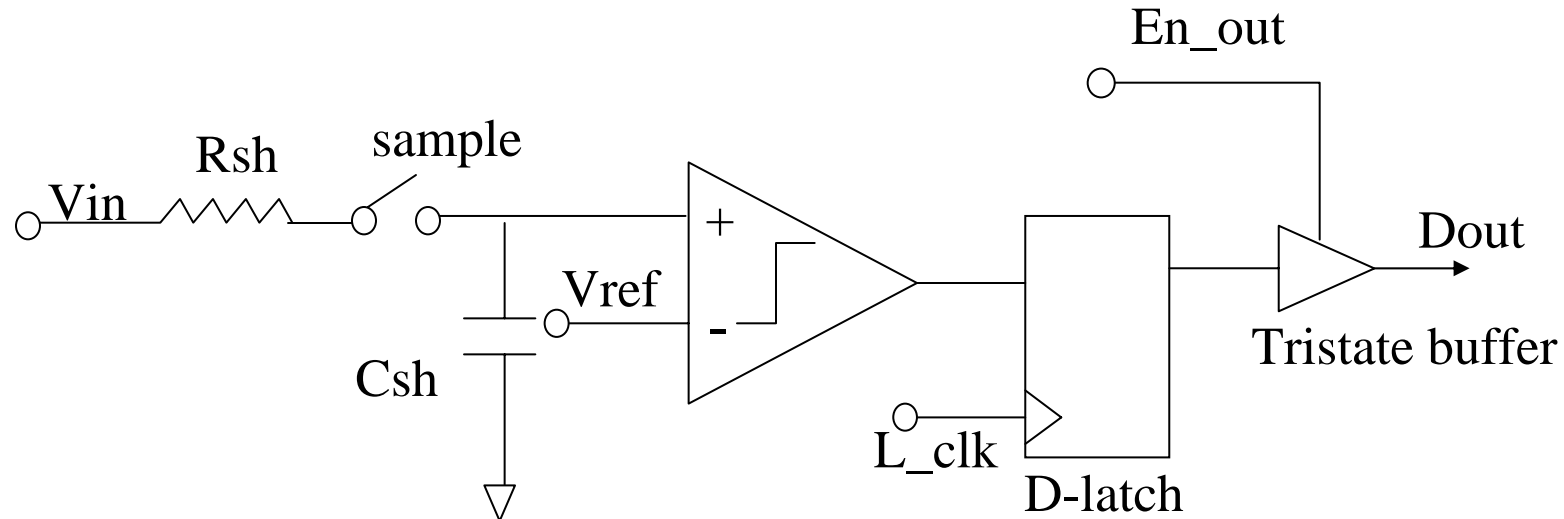 En_out
sample
Rsh
Vin
+
Dout
Vref
-
Tristate buffer
Csh
L_clk
D-latch